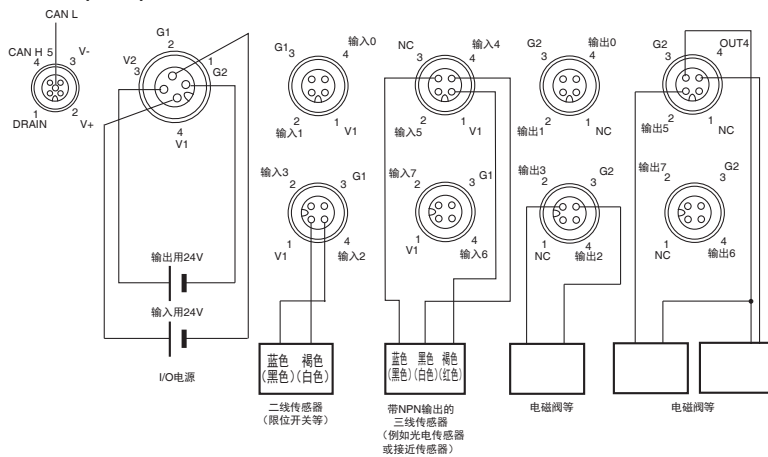 CAN L
CAN H 5
4
3
V-
1
DRAIN
2
V+
G1
2
V2
3
1
G2
4
V1
G1
3
4
输入0
2
输入1
1
V1
NC
3
4
输入4
2
输入5
1
V1
G2
3
4
输出0
2
输出1
1
NC
G2
3
4
OUT4
2
输出5
1
NC
输入3
2
3
G1
1
V1
4
输入2
输入7
2
3
G1
1
V1
4
输入6
输出3
2
3
G2
1
NC
4
输出2
输出7
2
3
G2
1
NC
4
输出6
输出用24V
输入用24V
I/O电源
蓝色 褐色
(黑色)(白色)
二线传感器
(限位开关等)
蓝色 黑色 褐色
(黑色)(白色)(红色)
带NPN输出的
三线传感器
(例如光电传感器
或接近传感器)
电磁阀等
电磁阀等